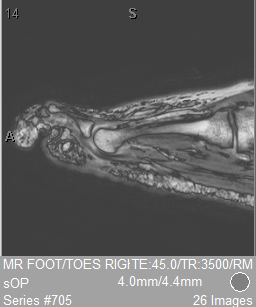 14
S
A
MR FOOT/TOES RIGHTE:45.0/TR:3500/RM
sOP
4.0mm/4.4mm
Series #705
26 Images